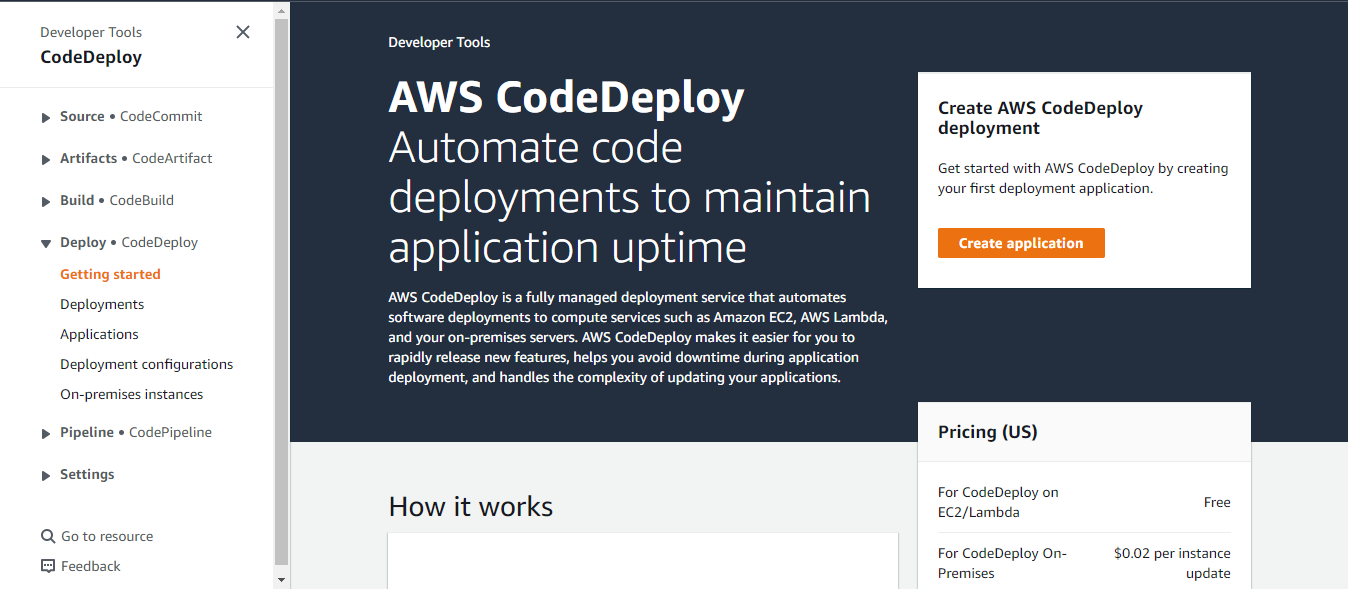 Developer Tools
CodeDeploy
Source • CodeCommit
Artifacts • CodeArtifact
Build • CodeBuild
Deploy • CodeDeploy
Getting started
Deployments
Applications
Deployment configurations
On-premises instances
Pipeline • CodePipeline
Settings
Go to resource
Feedback
Developer Tools
AWS CodeDeploy
Automate code
deployments to maintain
application uptime
AWS CodeDeploy is a fully managed deployment service that automates
software deployments to compute services such as Amazon EC2, AWS Lambda,
and your on-premises servers. AWS CodeDeploy makes it easier for you to
rapidly release new features, helps you avoid downtime during application
deployment, and handles the complexity of updating your applications.
How it works
Create AWS CodeDeploy
deployment
Get started with AWS CodeDeploy by creating
your first deployment application.
Create application
Pricing (US)
For CodeDeploy on
EC2/Lambda
Free
For CodeDeploy On-
Premises
$0.02 per instance
update